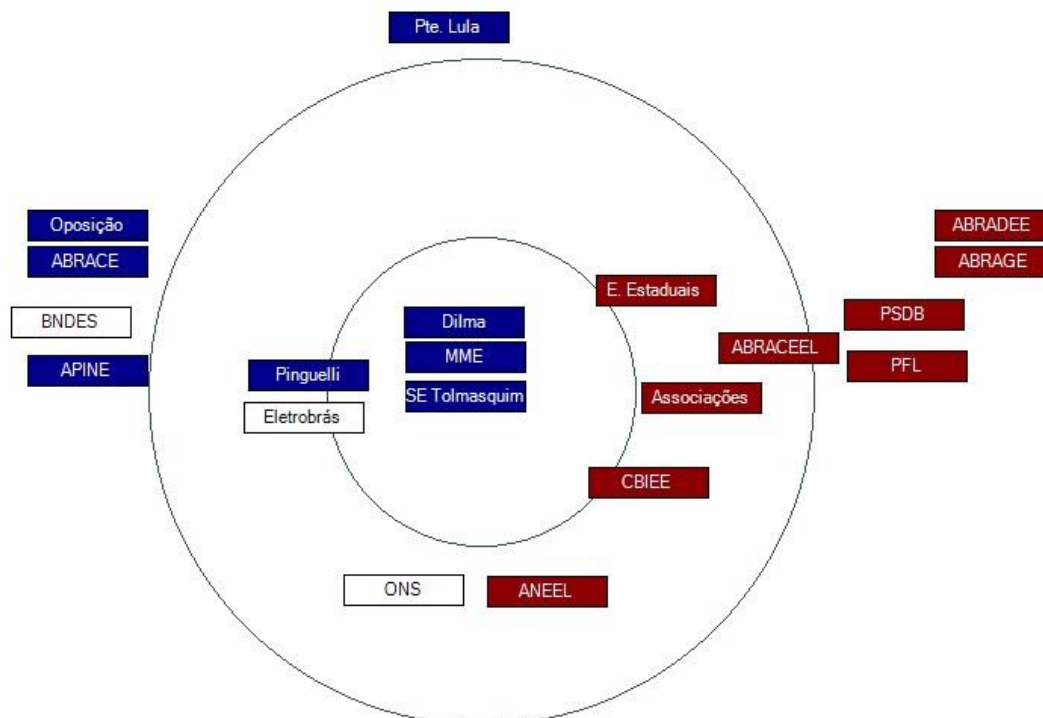 Pte. Lula
Oposição
ABRADEE
ABRACE
ABRAGE
E. Estaduais
BNDES
Dilma
PSDB
MME
ABRACEEL
APINE
Pinguelli
PFL
SE Tolmasquim
Associações
Eletrobrás
CBIEE
ONS
ANEEL